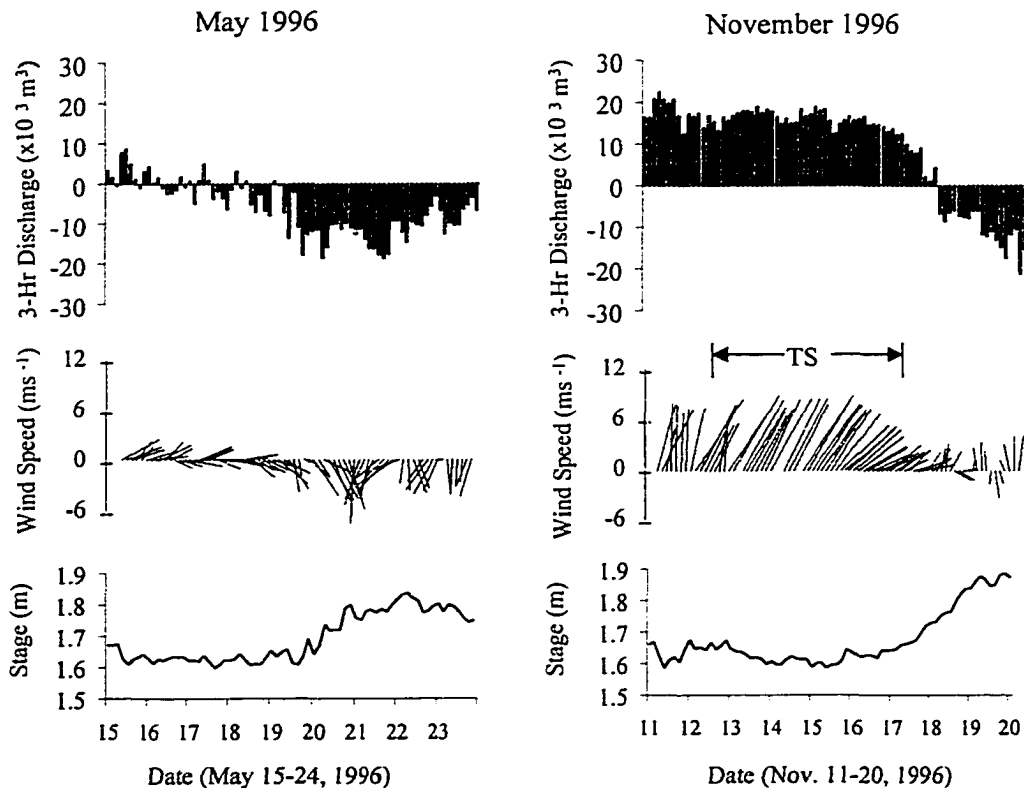 May 1996
November 1996
3-Hr Discharge (x10 ³ m³)
30
20
10
0
-10
-20
-30
3-Hr Discharge (x10 ³ m³)
30
20
10
0
-10
-20
-30
Wind Speed (ms ⁻¹)
12
6
0
-6
TS
Wind Speed (ms ⁻¹)
12
6
0
-6
Stage (m)
1.9
1.8
1.7
1.6
1.5
15 16 17 18 19 20 21 22 23
Date (May 15-24, 1996)
Stage (m)
1.9
1.8
1.7
1.6
1.5
11 12 13 14 15 16 17 18 19 20
Date (Nov. 11-20, 1996)